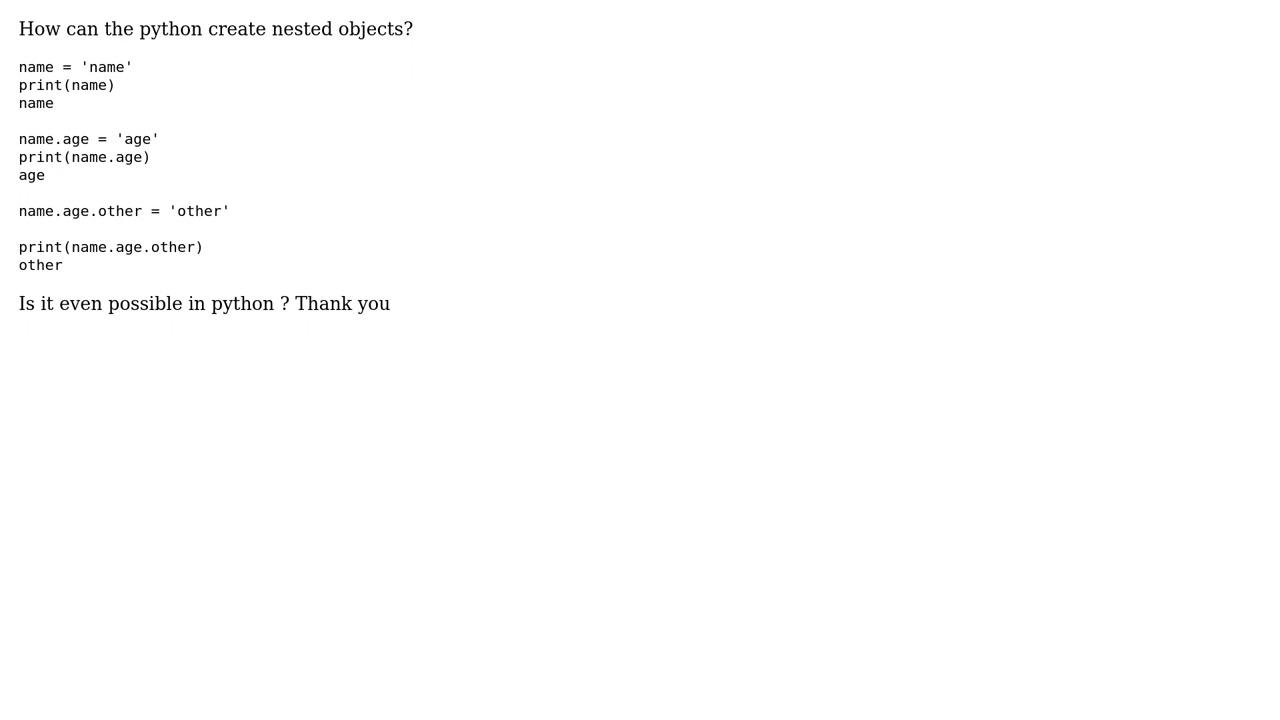 How can the python create nested objects?
name = 'name'
print(name)
name
name.age = 'age'
print(name.age)
age
name.age.other = 'other'
print(name.age.other)
other
Is it even possible in python ? Thank you